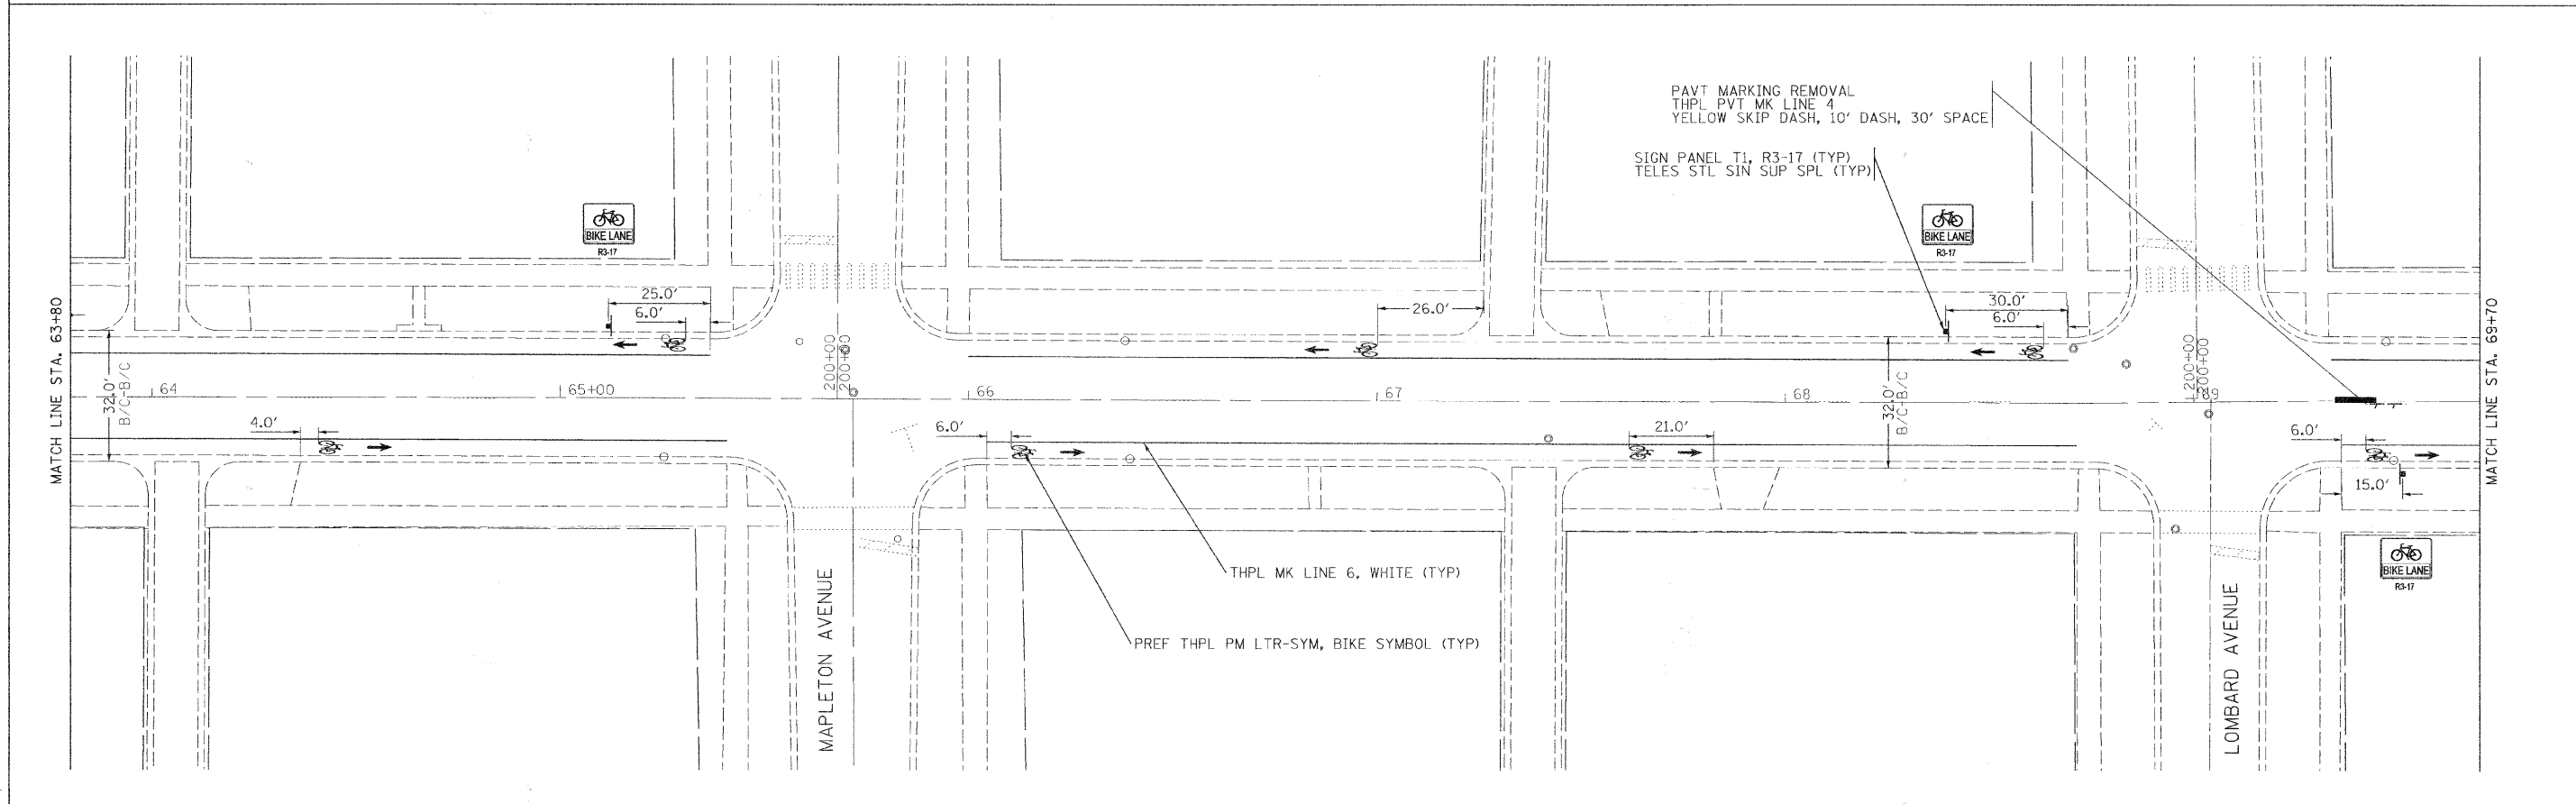 PAVT MARKING REMOVAL
THPL PVT MK LINE 4
YELLOW SKIP DASH, 10' DASH, 30' SPACE
SIGN PANEL T1, R3-17 (TYP)
TELES STL SIN SUP SPL (TYP)
BIKE LANE
R3-17
BIKE LANE
R3-17
25.0'
6.0'
26.0'
30.0'
6.0'
MATCH LINE STA. 63+80
32.0'
B/C-B/C
64
65+00
200+00
200+00
66
67
68
32.0'
B/C-B/C
200+00
200+00
69
MATCH LINE STA. 69+70
4.0'
6.0'
21.0'
6.0'
15.0'
BIKE LANE
R3-17
THPL MK LINE 6, WHITE (TYP)
PREF THPL PM LTR-SYM, BIKE SYMBOL (TYP)
MAPLETON AVENUE
LOMBARD AVENUE